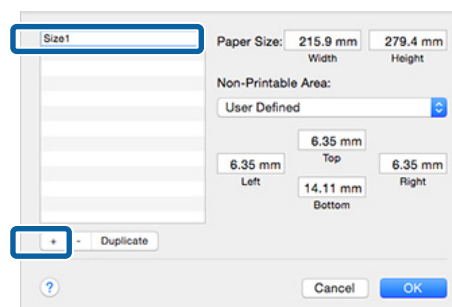 Size1
Paper Size: 215.9 mm 279.4 mm
Width Height
Non-Printable Area:
User Defined
6.35 mm
Top
6.35 mm 6.35 mm
Left Right
14.11 mm
Bottom
+ - Duplicate
? Cancel OK